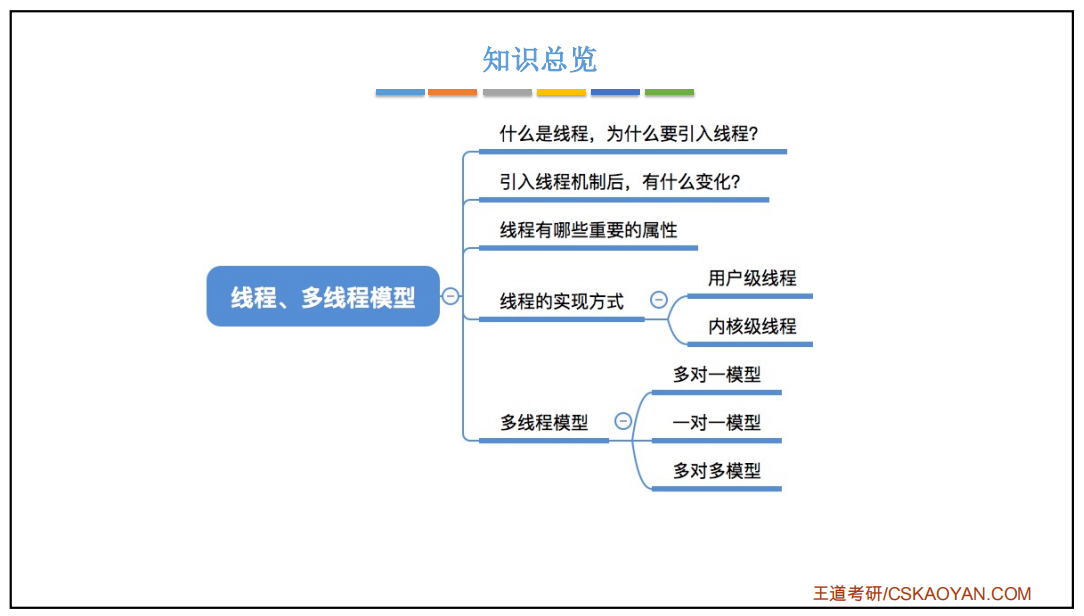 知识总览
什么是线程，为什么要引入线程？
引入线程机制后，有什么变化？
线程有哪些重要的属性
线程、多线程模型
线程的实现方式
用户级线程
内核级线程
多线程模型
多对一模型
一对一模型
多对多模型
王道考研/CSKAOYAN.COM